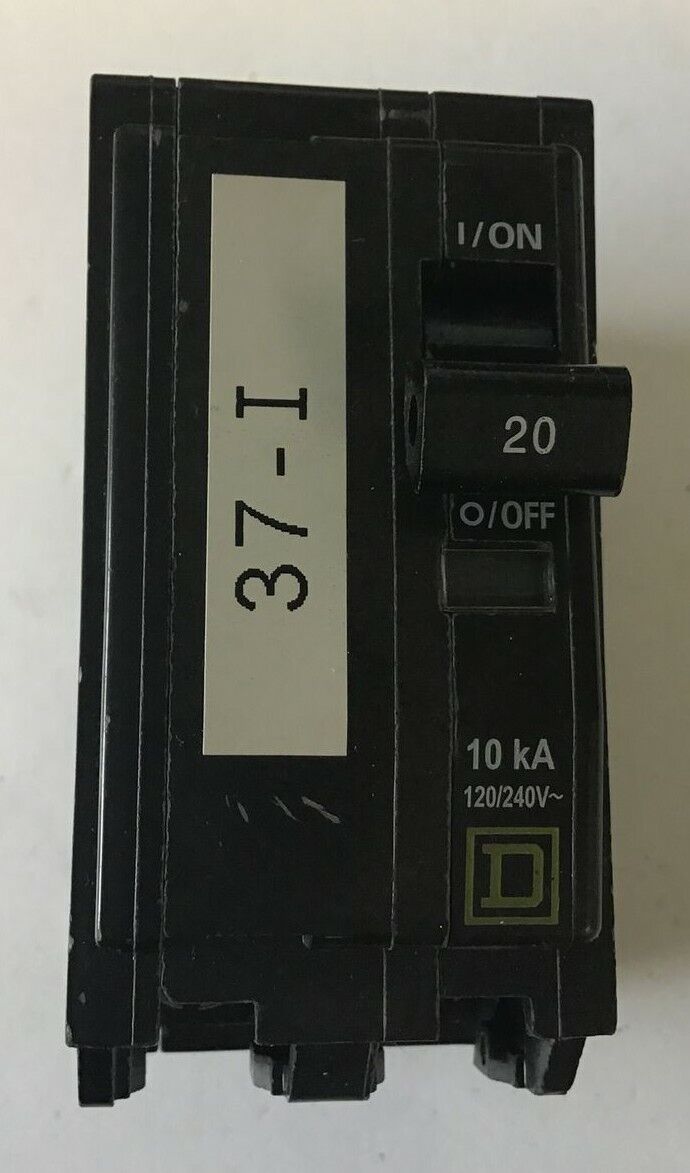 I/ON
20
O/OFF
37-I
10 kA
120/240V~
D